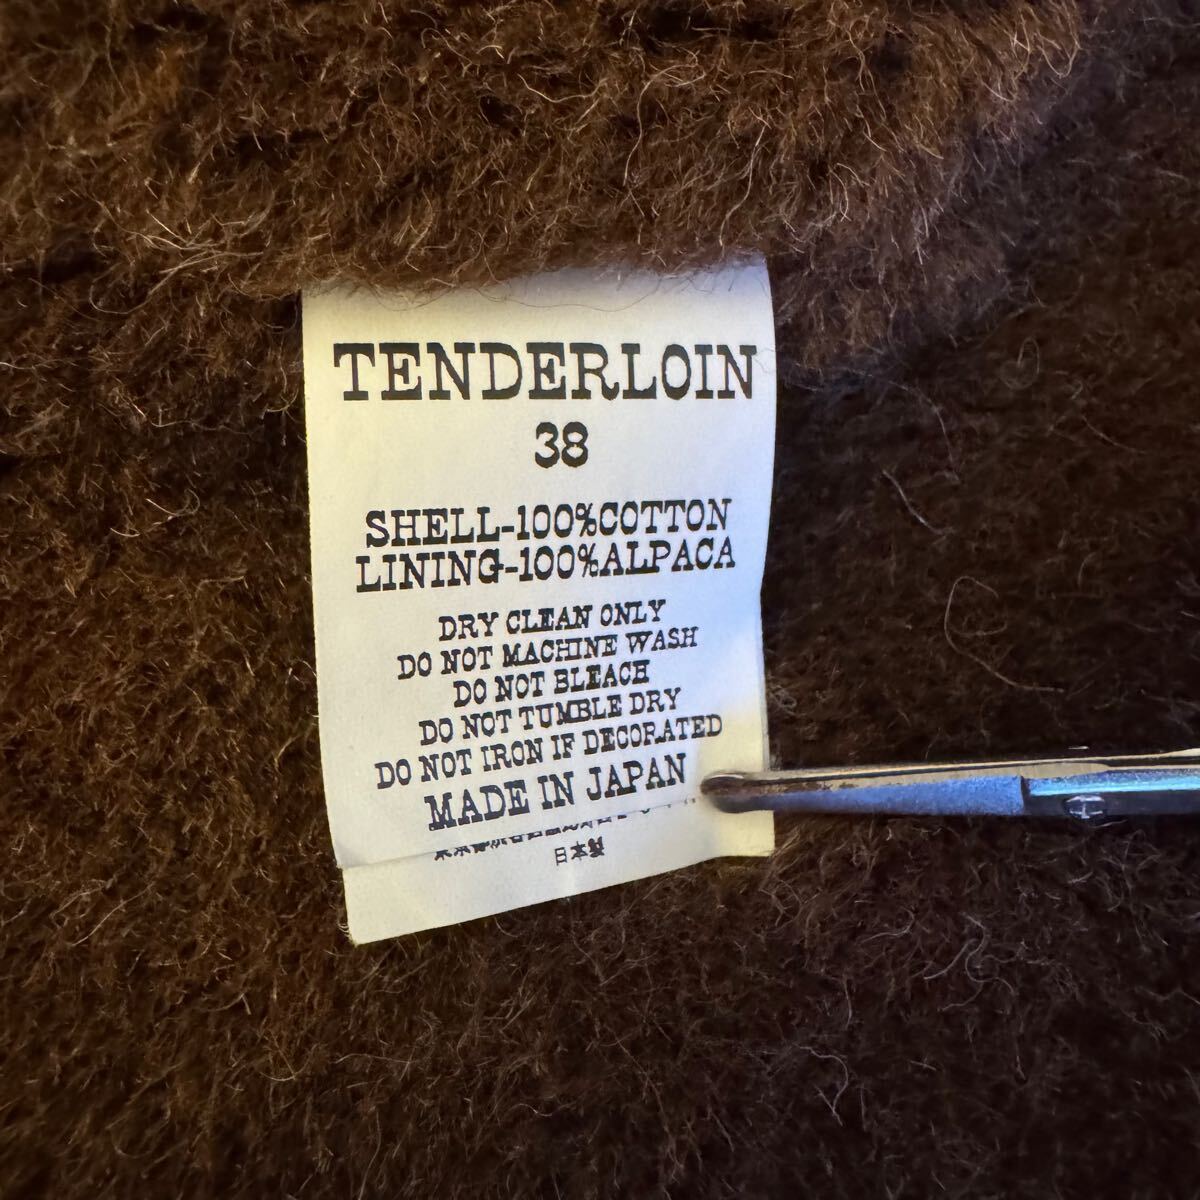 TENDERLOIN
38
SHELL-100%COTTON
LINING-100%ALPACA
DRY CLEAN ONLY
DO NOT MACHINE WASH
DO NOT BLEACH
DO NOT TUMBLE DRY
DO NOT IRON IF DECORATED
MADE IN JAPAN
日本製